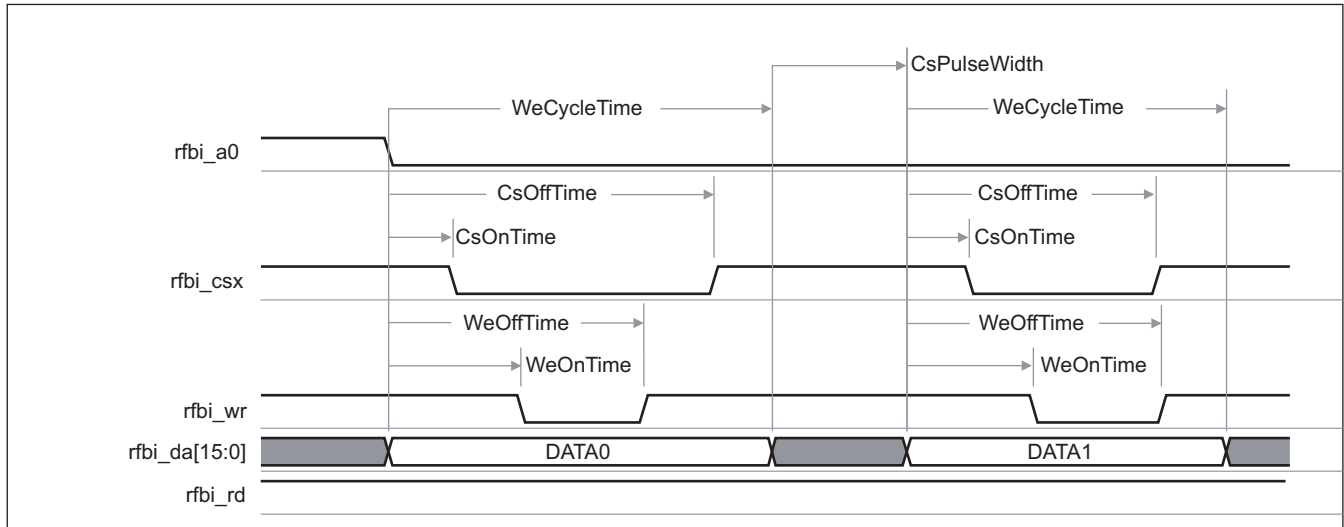 CsPulseWidth
WeCycleTime
WeCycleTime
rfbi_a0
CsOffTime
CsOffTime
CsOnTime
CsOnTime
rfbi_csx
WeOffTime
WeOffTime
WeOnTime
WeOnTime
rfbi_wr
rfbi_da[15:0]
DATA0
DATA1
rfbi_rd